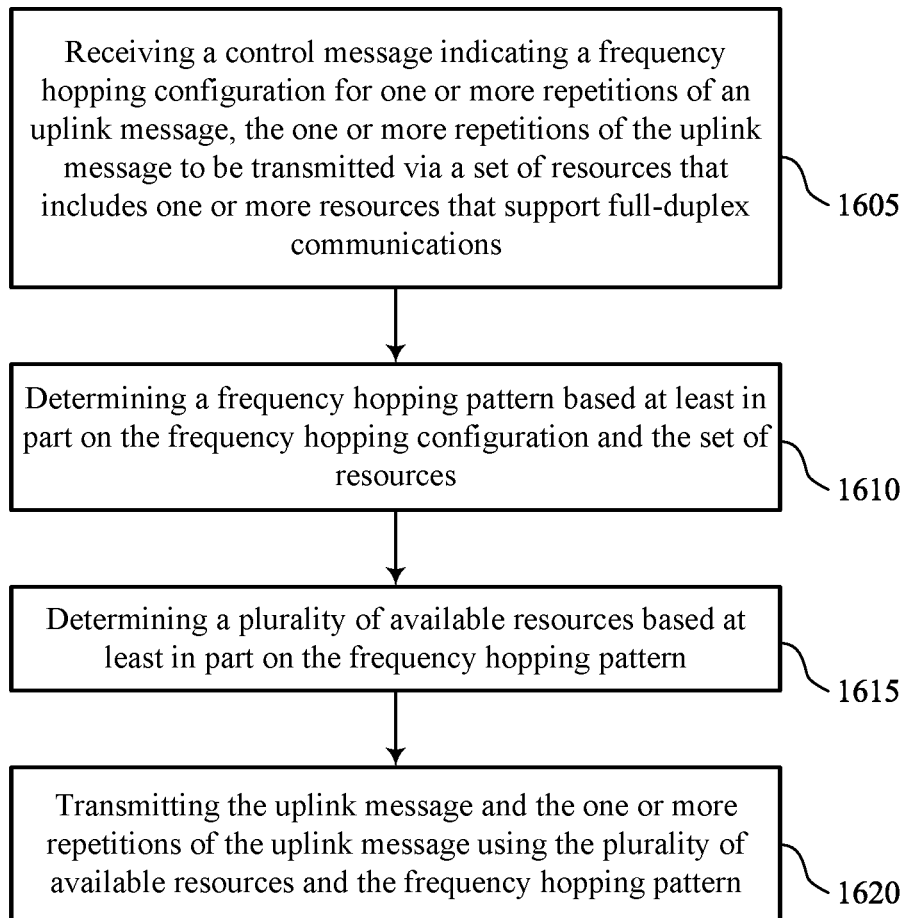 Receiving a control message indicating a frequency
hopping configuration for one or more repetitions of an
uplink message, the one or more repetitions of the uplink
message to be transmitted via a set of resources that
includes one or more resources that support full-duplex
communications
1605
Determining a frequency hopping pattern based at least in
part on the frequency hopping configuration and the set of
resources
1610
Determining a plurality of available resources based at
least in part on the frequency hopping pattern
1615
Transmitting the uplink message and the one or more
repetitions of the uplink message using the plurality of
available resources and the frequency hopping pattern
1620